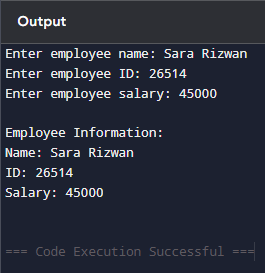 Output
Enter employee name: Sara Rizwan
Enter employee ID: 26514
Enter employee salary: 45000
Employee Information:
Name: Sara Rizwan
ID: 26514
Salary: 45000
=== Code Execution Successful ===